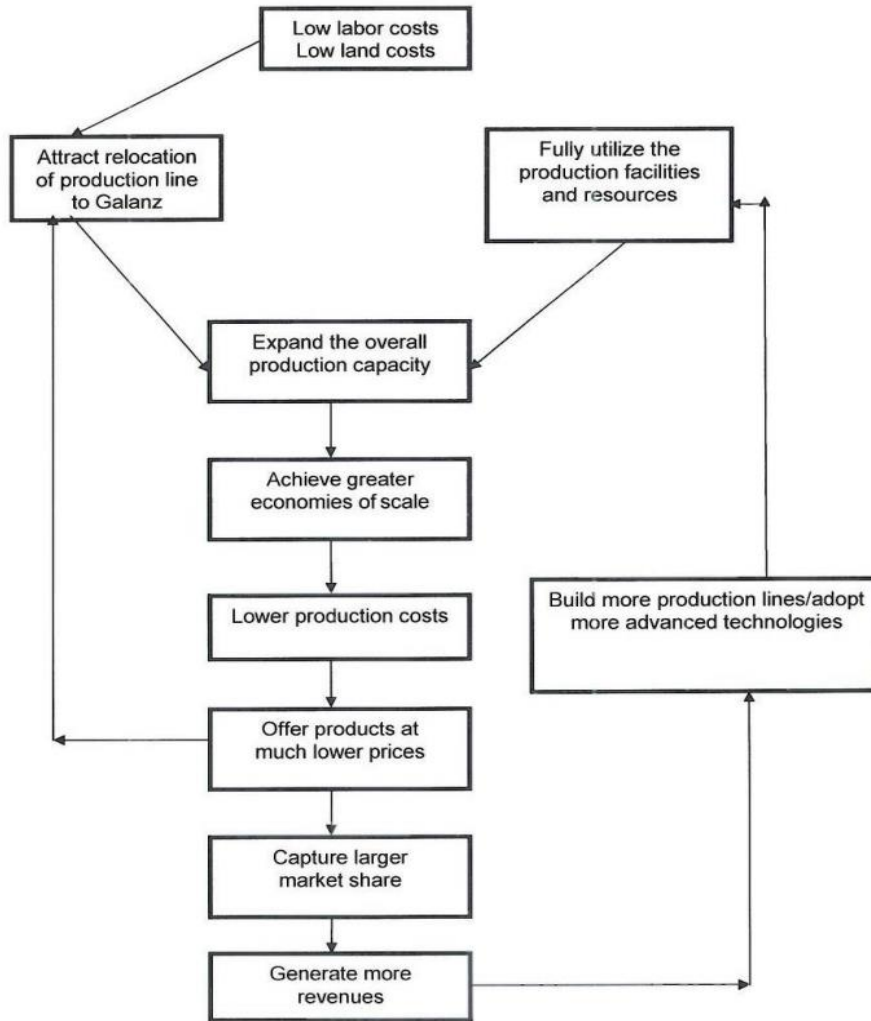 Low labor costs
Low land costs
Attract relocation
of production line
to Galanz
Fully utilize the
production facilities
and resources
Expand the overall
production capacity
Achieve greater
economies of scale
Lower production costs
Build more production lines/adopt
more advanced technologies
Offer products at
much lower prices
Capture larger
market share
Generate more
revenues